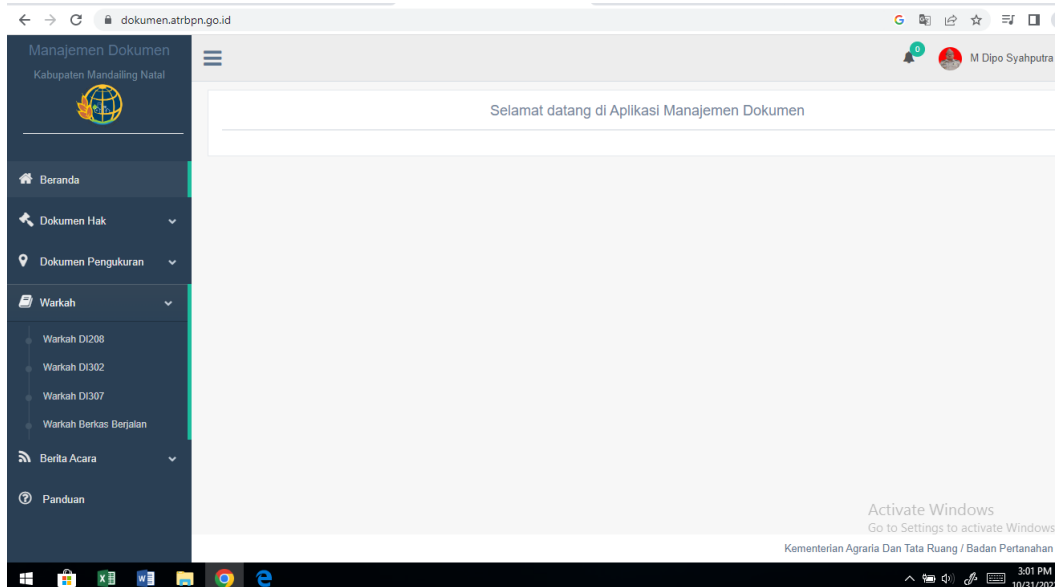 dokumen.atrbpn.go.id
Manajemen Dokumen
Kabupaten Mandailing Natal
0
M Dipo Syahputra
Selamat datang di Aplikasi Manajemen Dokumen
Beranda
Dokumen Hak
Dokumen Pengukuran
Warkah
Warkah DI208
Warkah DI302
Warkah DI307
Warkah Berkas Berjalan
Berita Acara
Panduan
Activate Windows
Go to Settings to activate Windows
Kementerian Agraria Dan Tata Ruang / Badan Pertanahan
3:01 PM